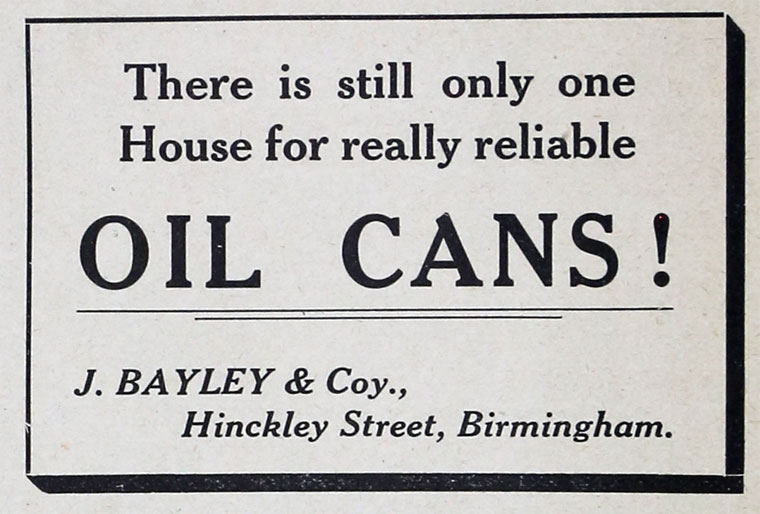 There is still only one
House for really reliable
OIL CANS!
J. BAYLEY & Coy.,
Hinckley Street, Birmingham.